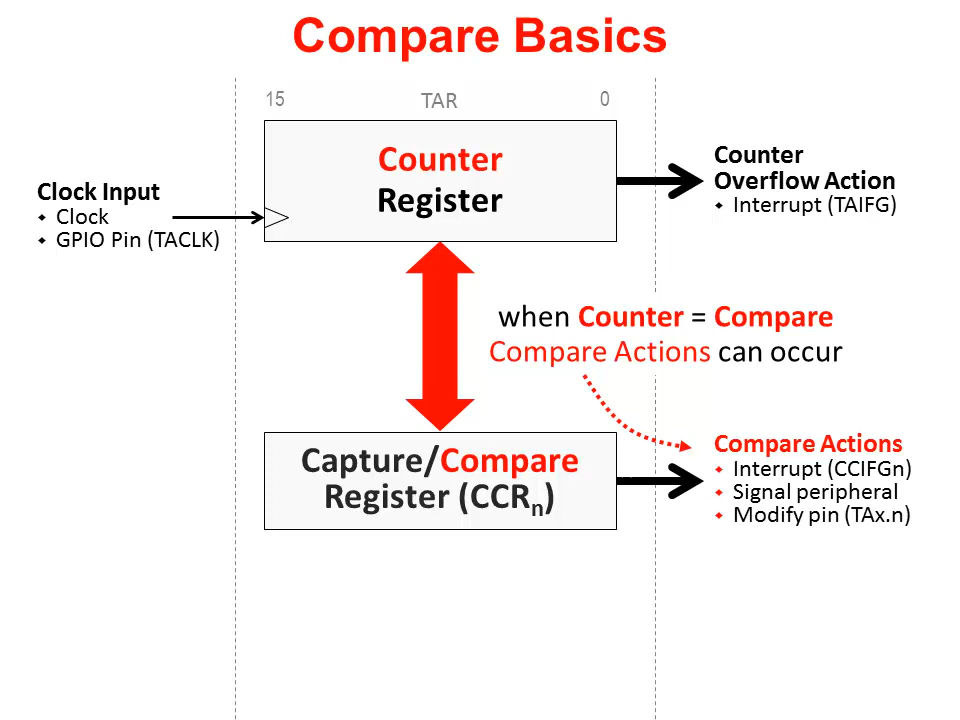 Compare Basics
15 TAR 0
Counter
Register
Clock Input
Clock
GPIO Pin (TACLK)
Counter
Overflow Action
Interrupt (TAIFG)
when Counter = Compare
Compare Actions can occur
Capture/Compare
Register (CCRn)
Compare Actions
Interrupt (CCIFGn)
Signal peripheral
Modify pin (TAx.n)